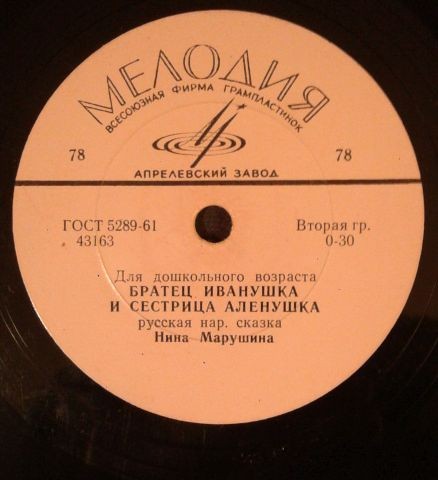 МЕЛОДИЯ
ВСЕСОЮЗНАЯ ФИРМА ГРАМПЛАСТИНОК
78 78
АПРЕЛЕВСКИЙ ЗАВОД
ГОСТ 5289-61 Вторая гр.
43163 0-30
Для дошкольного возраста
БРАТЕЦ ИВАНУШКА
И СЕСТРИЦА АЛЕНУШКА
русская нар. сказка
Нина Марушина